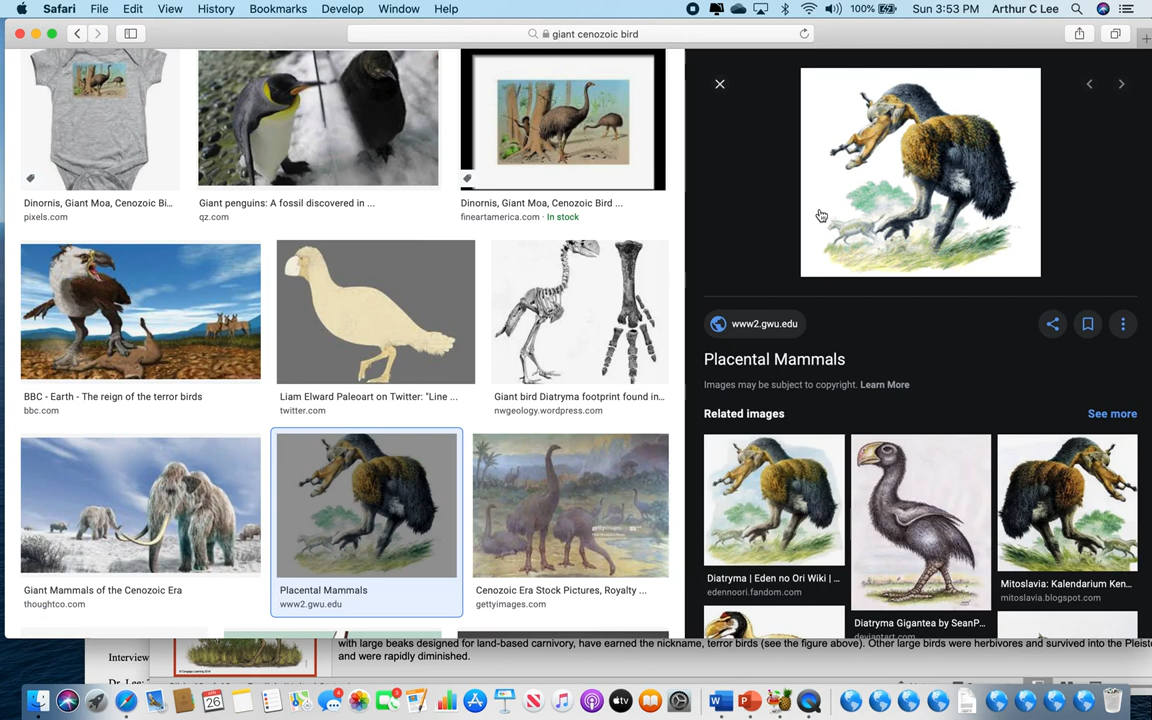 Safari File Edit View History Bookmarks Develop Window Help
100% Sun 3:53 PM Arthur C Lee
giant cenozoic bird
Dinornis, Giant Moa, Cenozoic Bi...
pixels.com
Giant penguins: A fossil discovered in ...
qz.com
Dinornis, Giant Moa, Cenozoic Bird ...
fineartamerica.com · In stock
BBC - Earth - The reign of the terror birds
bbc.com
Liam Elward Paleoart on Twitter: "Line ...
twitter.com
Giant bird Diatryma footprint found in...
nwgeology.wordpress.com
Giant Mammals of the Cenozoic Era
thoughtco.com
Placental Mammals
www2.gwu.edu
gettyimages
Cenozoic Era Stock Pictures, Royalty ...
gettyimages.com
www2.gwu.edu
Placental Mammals
Images may be subject to copyright. Learn More
Related images See more
Diatryma | Eden no Ori Wiki | ...
edennoori.fandom.com
Diatryma Gigantea by SeanP...
deviantart.com
Mitoslavia: Kalendarium Ken...
mitoslavia.blogspot.com
Interview
with large beaks designed for land-based carnivory, have earned the nickname, terror birds (see the figure above). Other large birds were herbivores and survived into the Pleist
and were rapidly diminished.
APR
26
4
3
tv